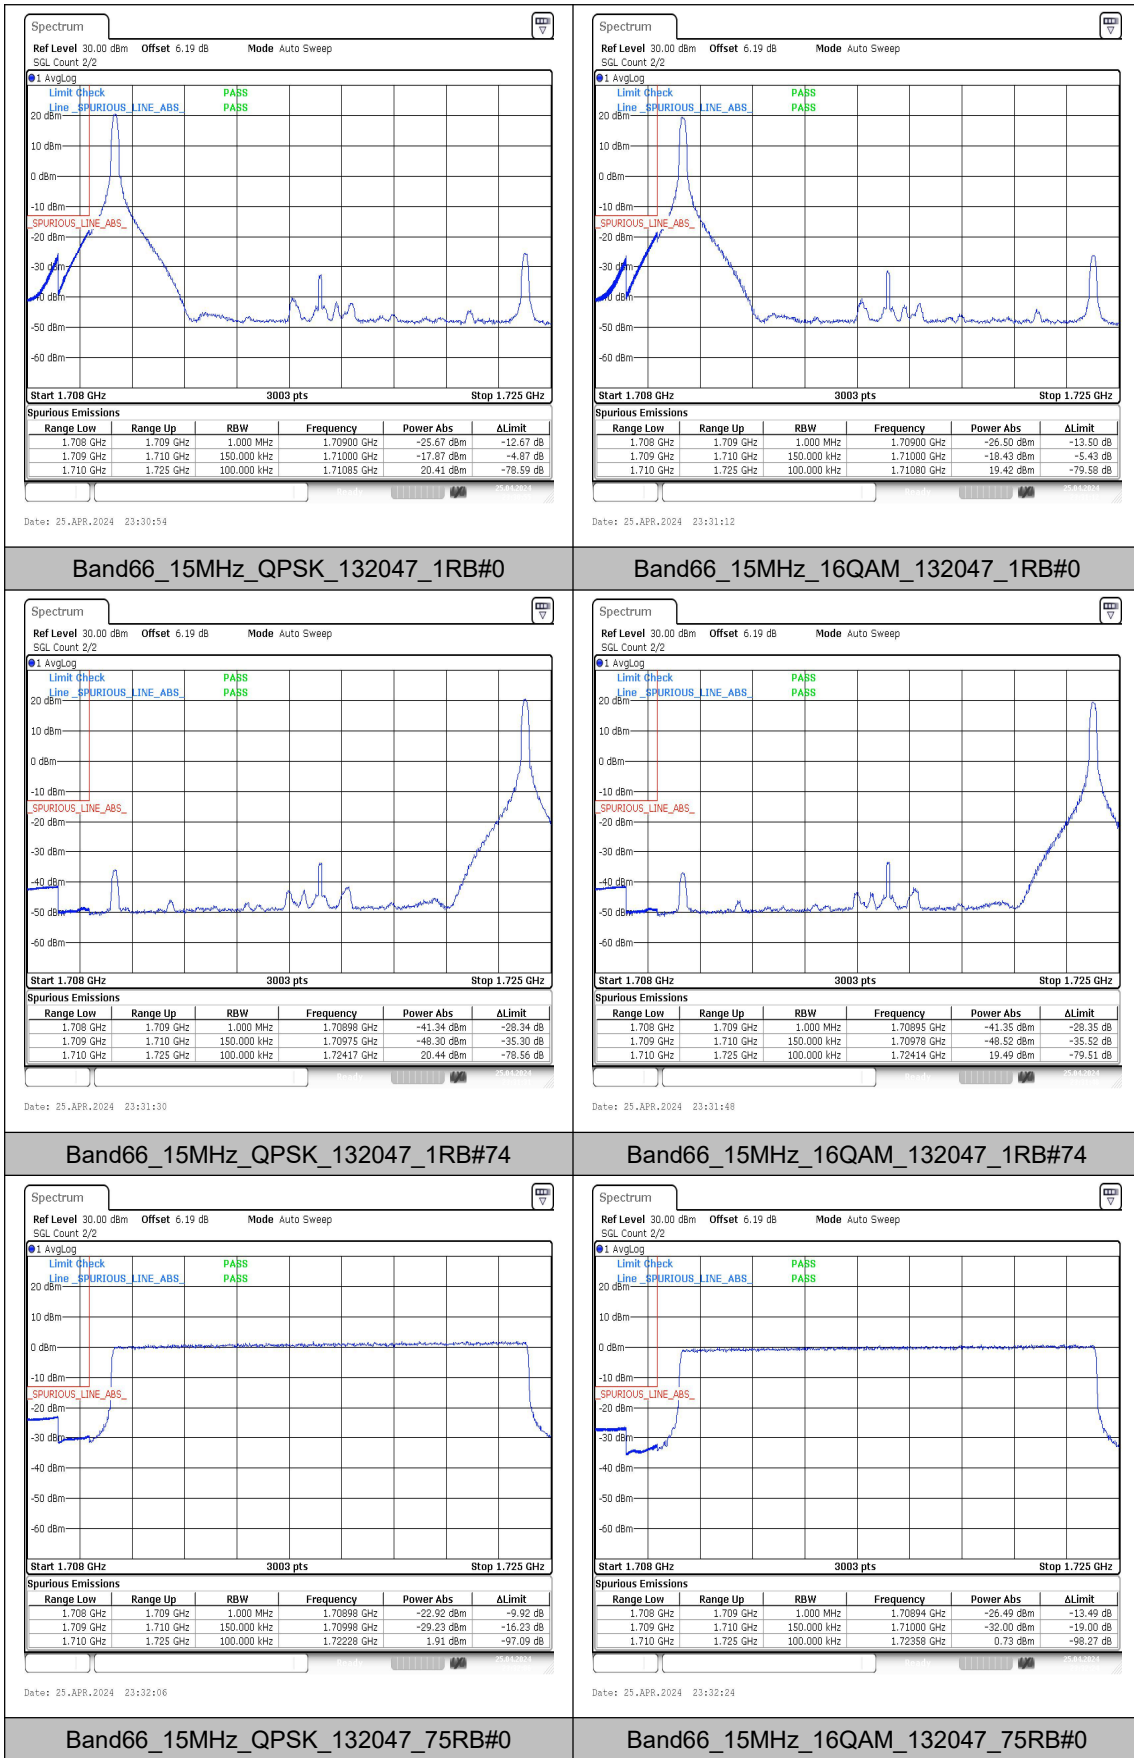 Spectrum
Ref Level 30.00 dBm Offset 6.19 dB Mode Auto Sweep
SGL Count 2/2
1 AvgLog
Limit Check PASS
Line _SPURIOUS_LINE_ABS_ PASS
20 dBm
10 dBm
0 dBm
-10 dBm
_SPURIOUS_LINE_ABS_
-20 dBm
-30 dBm
-40 dBm
-50 dBm
-60 dBm
Start 1.708 GHz 3003 pts Stop 1.725 GHz
Spurious Emissions
Range Low Range Up RBW Frequency Power Abs ΔLimit
1.708 GHz 1.709 GHz 1.000 MHz 1.70900 GHz -25.67 dBm -12.67 dB
1.709 GHz 1.710 GHz 150.000 kHz 1.71000 GHz -17.87 dBm -4.87 dB
1.710 GHz 1.725 GHz 100.000 kHz 1.71085 GHz 20.41 dBm -78.59 dB
25.04.2024
Date: 25.APR.2024 23:30:54
Band66_15MHz_QPSK_132047_1RB#0
Spectrum
Ref Level 30.00 dBm Offset 6.19 dB Mode Auto Sweep
SGL Count 2/2
1 AvgLog
Limit Check PASS
Line _SPURIOUS_LINE_ABS_ PASS
20 dBm
10 dBm
0 dBm
-10 dBm
_SPURIOUS_LINE_ABS_
-20 dBm
-30 dBm
-40 dBm
-50 dBm
-60 dBm
Start 1.708 GHz 3003 pts Stop 1.725 GHz
Spurious Emissions
Range Low Range Up RBW Frequency Power Abs ΔLimit
1.708 GHz 1.709 GHz 1.000 MHz 1.70900 GHz -26.50 dBm -13.50 dB
1.709 GHz 1.710 GHz 150.000 kHz 1.71000 GHz -18.43 dBm -5.43 dB
1.710 GHz 1.725 GHz 100.000 kHz 1.71080 GHz 19.42 dBm -79.58 dB
25.04.2024
Date: 25.APR.2024 23:31:12
Band66_15MHz_16QAM_132047_1RB#0
Spectrum
Ref Level 30.00 dBm Offset 6.19 dB Mode Auto Sweep
SGL Count 2/2
1 AvgLog
Limit Check PASS
Line _SPURIOUS_LINE_ABS_ PASS
20 dBm
10 dBm
0 dBm
-10 dBm
_SPURIOUS_LINE_ABS_
-20 dBm
-30 dBm
-40 dBm
-50 dBm
-60 dBm
Start 1.708 GHz 3003 pts Stop 1.725 GHz
Spurious Emissions
Range Low Range Up RBW Frequency Power Abs ΔLimit
1.708 GHz 1.709 GHz 1.000 MHz 1.70898 GHz -41.34 dBm -28.34 dB
1.709 GHz 1.710 GHz 150.000 kHz 1.70975 GHz -48.30 dBm -35.30 dB
1.710 GHz 1.725 GHz 100.000 kHz 1.72417 GHz 20.44 dBm -78.56 dB
25.04.2024
Date: 25.APR.2024 23:31:30
Band66_15MHz_QPSK_132047_1RB#74
Spectrum
Ref Level 30.00 dBm Offset 6.19 dB Mode Auto Sweep
SGL Count 2/2
1 AvgLog
Limit Check PASS
Line _SPURIOUS_LINE_ABS_ PASS
20 dBm
10 dBm
0 dBm
-10 dBm
_SPURIOUS_LINE_ABS_
-20 dBm
-30 dBm
-40 dBm
-50 dBm
-60 dBm
Start 1.708 GHz 3003 pts Stop 1.725 GHz
Spurious Emissions
Range Low Range Up RBW Frequency Power Abs ΔLimit
1.708 GHz 1.709 GHz 1.000 MHz 1.70895 GHz -41.35 dBm -28.35 dB
1.709 GHz 1.710 GHz 150.000 kHz 1.70978 GHz -48.52 dBm -35.52 dB
1.710 GHz 1.725 GHz 100.000 kHz 1.72414 GHz 19.49 dBm -79.51 dB
25.04.2024
Date: 25.APR.2024 23:31:48
Band66_15MHz_16QAM_132047_1RB#74
Spectrum
Ref Level 30.00 dBm Offset 6.19 dB Mode Auto Sweep
SGL Count 2/2
1 AvgLog
Limit Check PASS
Line _SPURIOUS_LINE_ABS_ PASS
20 dBm
10 dBm
0 dBm
-10 dBm
_SPURIOUS_LINE_ABS_
-20 dBm
-30 dBm
-40 dBm
-50 dBm
-60 dBm
Start 1.708 GHz 3003 pts Stop 1.725 GHz
Spurious Emissions
Range Low Range Up RBW Frequency Power Abs ΔLimit
1.708 GHz 1.709 GHz 1.000 MHz 1.70898 GHz -22.92 dBm -9.92 dB
1.709 GHz 1.710 GHz 150.000 kHz 1.70998 GHz -29.23 dBm -16.23 dB
1.710 GHz 1.725 GHz 100.000 kHz 1.72228 GHz 1.91 dBm -97.09 dB
25.04.2024
Date: 25.APR.2024 23:32:06
Band66_15MHz_QPSK_132047_75RB#0
Spectrum
Ref Level 30.00 dBm Offset 6.19 dB Mode Auto Sweep
SGL Count 2/2
1 AvgLog
Limit Check PASS
Line _SPURIOUS_LINE_ABS_ PASS
20 dBm
10 dBm
0 dBm
-10 dBm
_SPURIOUS_LINE_ABS_
-20 dBm
-30 dBm
-40 dBm
-50 dBm
-60 dBm
Start 1.708 GHz 3003 pts Stop 1.725 GHz
Spurious Emissions
Range Low Range Up RBW Frequency Power Abs ΔLimit
1.708 GHz 1.709 GHz 1.000 MHz 1.70894 GHz -26.49 dBm -13.49 dB
1.709 GHz 1.710 GHz 150.000 kHz 1.71000 GHz -32.00 dBm -19.00 dB
1.710 GHz 1.725 GHz 100.000 kHz 1.72358 GHz 0.73 dBm -98.27 dB
25.04.2024
Date: 25.APR.2024 23:32:24
Band66_15MHz_16QAM_132047_75RB#0